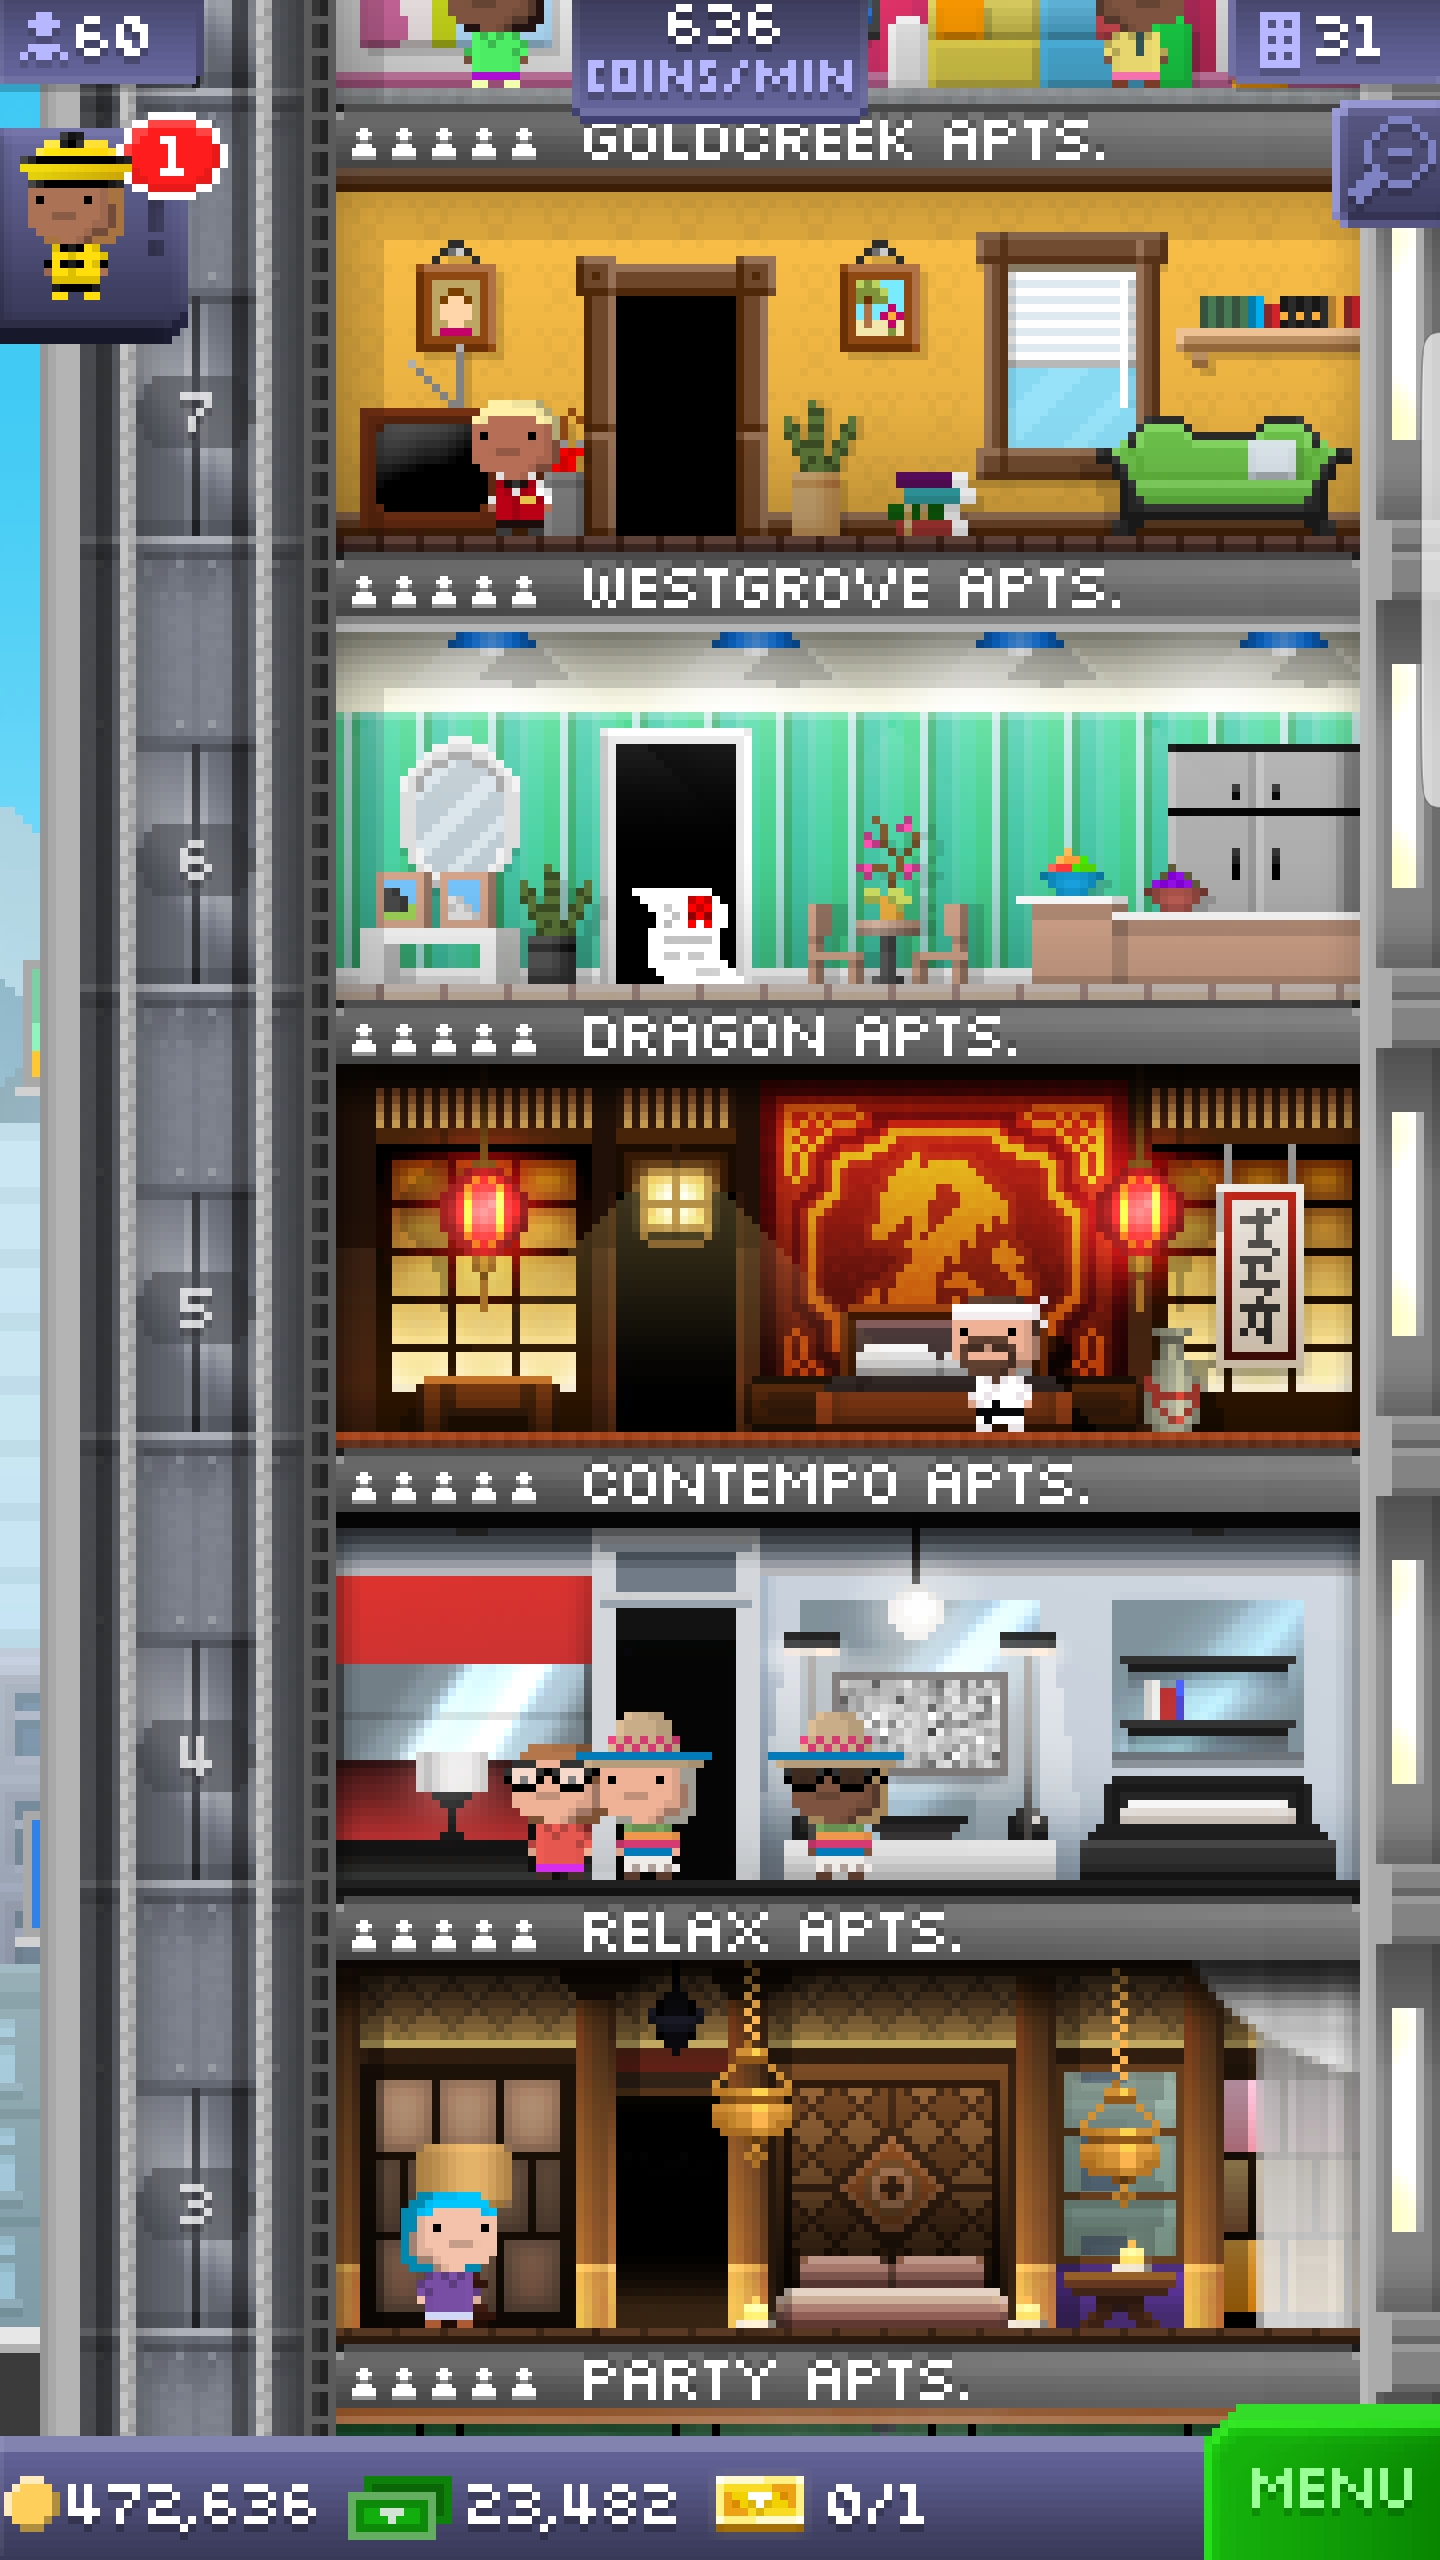 60
636
COINS/MIN
31
1
GOLDCREEK APTS.
7
WESTGROVE APTS.
6
DRAGON APTS.
5
CONTEMPO APTS.
4
RELAX APTS.
3
PARTY APTS.
472,636
23,482
0/1
MENU